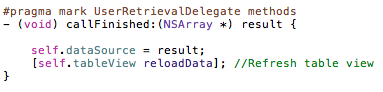 #pragma mark UserRetrievalDelegate methods
- (void) callFinished:(NSArray *) result {
self.dataSource = result;
[self.tableView reloadData]; //Refresh table view
}